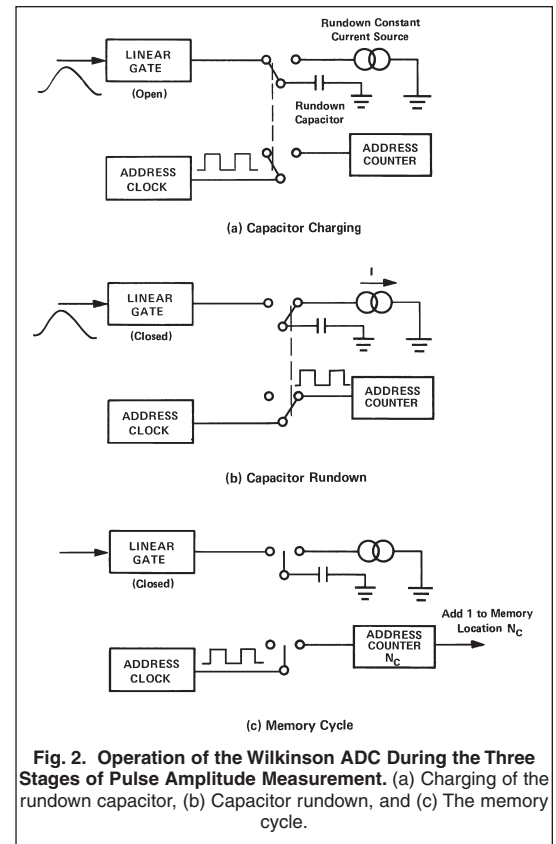 Rundown Constant
Current Source
LINEAR
GATE
(Open)
Rundown
Capacitor
ADDRESS
CLOCK
ADDRESS
COUNTER
(a) Capacitor Charging
I
LINEAR
GATE
(Closed)
ADDRESS
CLOCK
ADDRESS
COUNTER
(b) Capacitor Rundown
LINEAR
GATE
(Closed)
Add 1 to Memory
Location NC
ADDRESS
COUNTER
NC
ADDRESS
CLOCK
(c) Memory Cycle
Fig. 2. Operation of the Wilkinson ADC During the Three
Stages of Pulse Amplitude Measurement. (a) Charging of the
rundown capacitor, (b) Capacitor rundown, and (c) The memory
cycle.